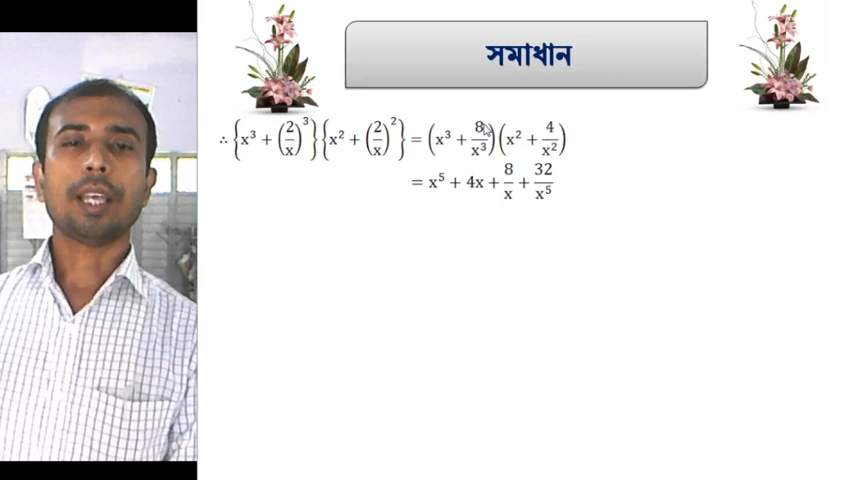 সমাধান
∴ {x³ + (2/x)³}{x² + (2/x)²} = (x³ + 8/x³)(x² + 4/x²)
= x⁵ + 4x + 8/x + 32/x⁵